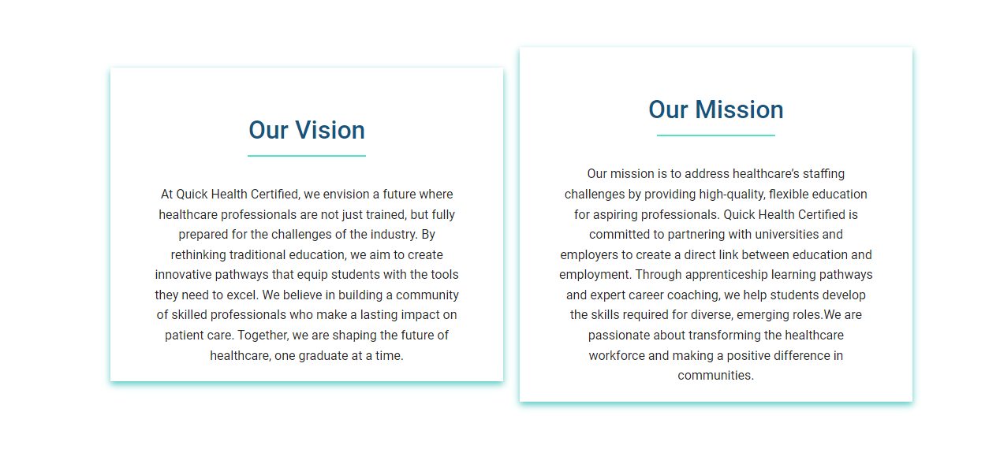 Our Vision
At Quick Health Certified, we envision a future where
healthcare professionals are not just trained, but fully
prepared for the challenges of the industry. By
rethinking traditional education, we aim to create
innovative pathways that equip students with the tools
they need to excel. We believe in building a community
of skilled professionals who make a lasting impact on
patient care. Together, we are shaping the future of
healthcare, one graduate at a time.
Our Mission
Our mission is to address healthcare’s staffing
challenges by providing high-quality, flexible education
for aspiring professionals. Quick Health Certified is
committed to partnering with universities and
employers to create a direct link between education and
employment. Through apprenticeship learning pathways
and expert career coaching, we help students develop
the skills required for diverse, emerging roles.We are
passionate about transforming the healthcare
workforce and making a positive difference in
communities.